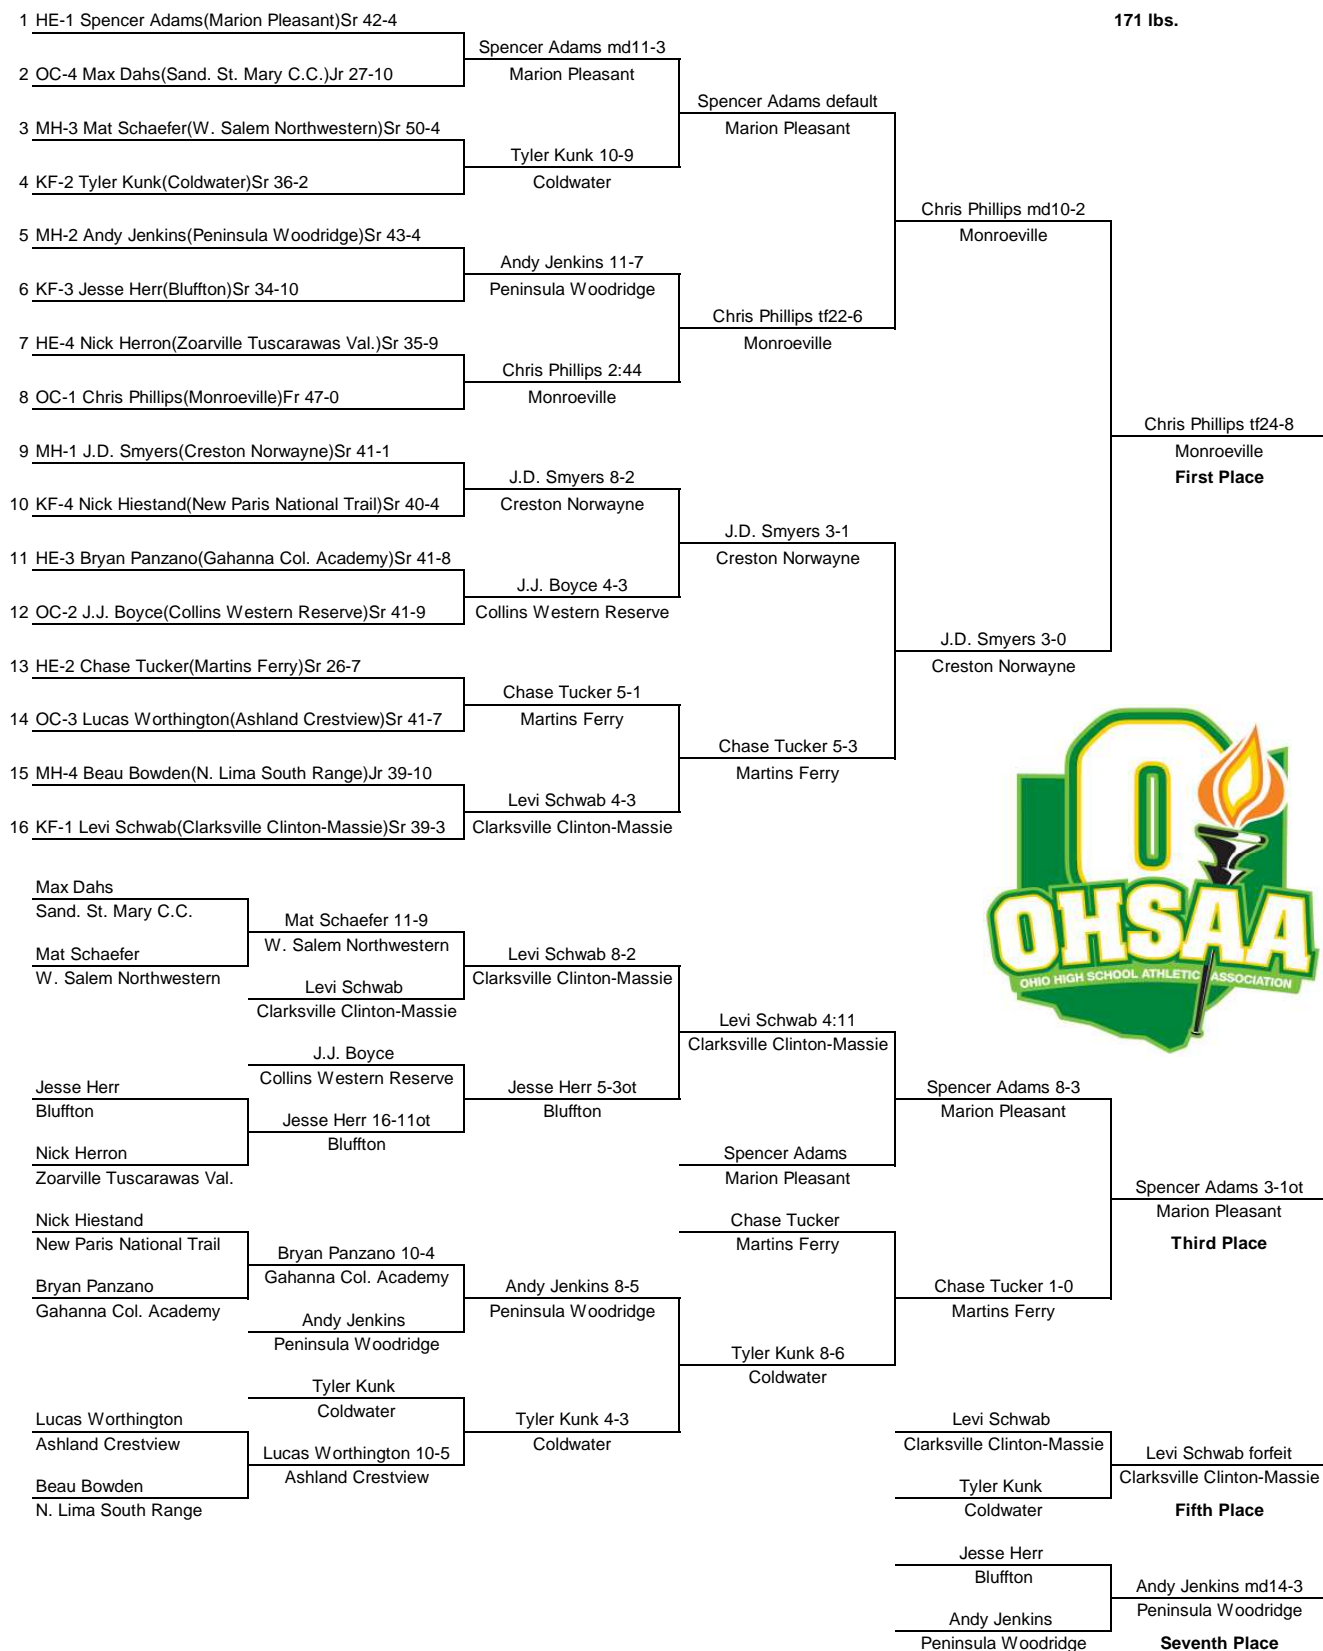 171 lbs.
1 HE-1 Spencer Adams(Marion Pleasant)Sr 42-4
Spencer Adams md11-3
2 OC-4 Max Dahs(Sand. St. Mary C.C.)Jr 27-10
Marion Pleasant
Spencer Adams default
3 MH-3 Mat Schaefer(W. Salem Northwestern)Sr 50-4
Marion Pleasant
Tyler Kunk 10-9
4 KF-2 Tyler Kunk(Coldwater)Sr 36-2
Coldwater
Chris Phillips md10-2
5 MH-2 Andy Jenkins(Peninsula Woodridge)Sr 43-4
Monroeville
Andy Jenkins 11-7
6 KF-3 Jesse Herr(Bluffton)Sr 34-10
Peninsula Woodridge
Chris Phillips tf22-6
7 HE-4 Nick Herron(Zoarville Tuscarawas Val.)Sr 35-9
Monroeville
Chris Phillips 2:44
8 OC-1 Chris Phillips(Monroeville)Fr 47-0
Monroeville
Chris Phillips tf24-8
9 MH-1 J.D. Smyers(Creston Norwayne)Sr 41-1
Monroeville
J.D. Smyers 8-2
First Place
10 KF-4 Nick Hiestand(New Paris National Trail)Sr 40-4
Creston Norwayne
J.D. Smyers 3-1
11 HE-3 Bryan Panzano(Gahanna Col. Academy)Sr 41-8
Creston Norwayne
J.J. Boyce 4-3
12 OC-2 J.J. Boyce(Collins Western Reserve)Sr 41-9
Collins Western Reserve
J.D. Smyers 3-0
13 HE-2 Chase Tucker(Martins Ferry)Sr 26-7
Creston Norwayne
Chase Tucker 5-1
14 OC-3 Lucas Worthington(Ashland Crestview)Sr 41-7
Martins Ferry
Chase Tucker 5-3
15 MH-4 Beau Bowden(N. Lima South Range)Jr 39-10
Martins Ferry
Levi Schwab 4-3
16 KF-1 Levi Schwab(Clarksville Clinton-Massie)Sr 39-3
Clarksville Clinton-Massie
O
OHSAA
OHIO HIGH SCHOOL ATHLETIC ASSOCIATION
Max Dahs
Sand. St. Mary C.C.
Mat Schaefer 11-9
W. Salem Northwestern
Mat Schaefer
W. Salem Northwestern
Levi Schwab 8-2
Clarksville Clinton-Massie
Levi Schwab
Clarksville Clinton-Massie
Levi Schwab 4:11
Clarksville Clinton-Massie
J.J. Boyce
Collins Western Reserve
Jesse Herr
Bluffton
Jesse Herr 5-3ot
Bluffton
Spencer Adams 8-3
Marion Pleasant
Jesse Herr 16-11ot
Bluffton
Nick Herron
Zoarville Tuscarawas Val.
Spencer Adams
Marion Pleasant
Spencer Adams 3-1ot
Marion Pleasant
Third Place
Nick Hiestand
New Paris National Trail
Chase Tucker
Martins Ferry
Bryan Panzano 10-4
Gahanna Col. Academy
Bryan Panzano
Gahanna Col. Academy
Andy Jenkins 8-5
Peninsula Woodridge
Chase Tucker 1-0
Martins Ferry
Andy Jenkins
Peninsula Woodridge
Tyler Kunk 8-6
Coldwater
Tyler Kunk
Coldwater
Lucas Worthington
Ashland Crestview
Tyler Kunk 4-3
Coldwater
Levi Schwab
Clarksville Clinton-Massie
Lucas Worthington 10-5
Ashland Crestview
Levi Schwab forfeit
Clarksville Clinton-Massie
Beau Bowden
N. Lima South Range
Tyler Kunk
Coldwater
Fifth Place
Jesse Herr
Bluffton
Andy Jenkins md14-3
Peninsula Woodridge
Andy Jenkins
Peninsula Woodridge
Seventh Place